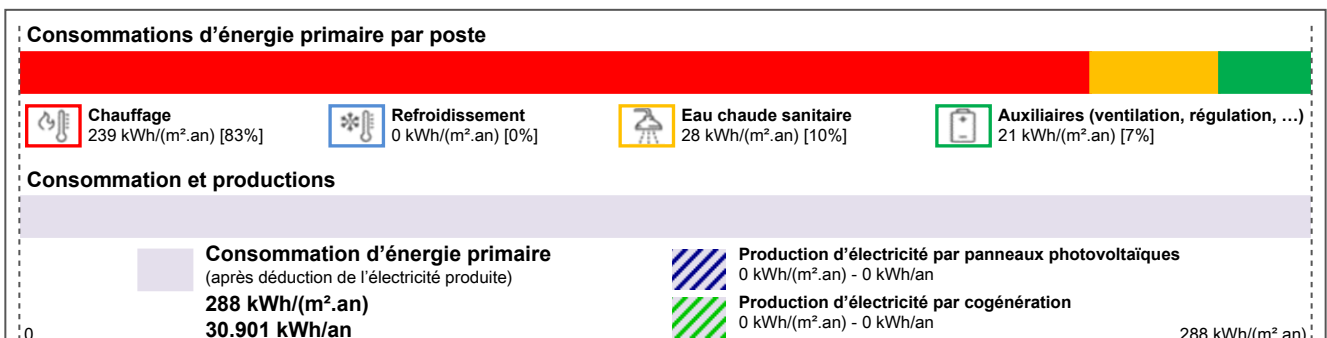 Consommations d'énergie primaire par poste
Chauffage
239 kWh/(m².an) [83%]
Refroidissement
0 kWh/(m².an) [0%]
Eau chaude sanitaire
28 kWh/(m².an) [10%]
Auxiliaires (ventilation, régulation, …)
21 kWh/(m².an) [7%]
Consommation et productions
Consommation d'énergie primaire
(après déduction de l'électricité produite)
288 kWh/(m².an)
30.901 kWh/an
Production d'électricité par panneaux photovoltaïques
0 kWh/(m².an) - 0 kWh/an
Production d'électricité par cogénération
0 kWh/(m².an) - 0 kWh/an
0
288 kWh/(m².an)